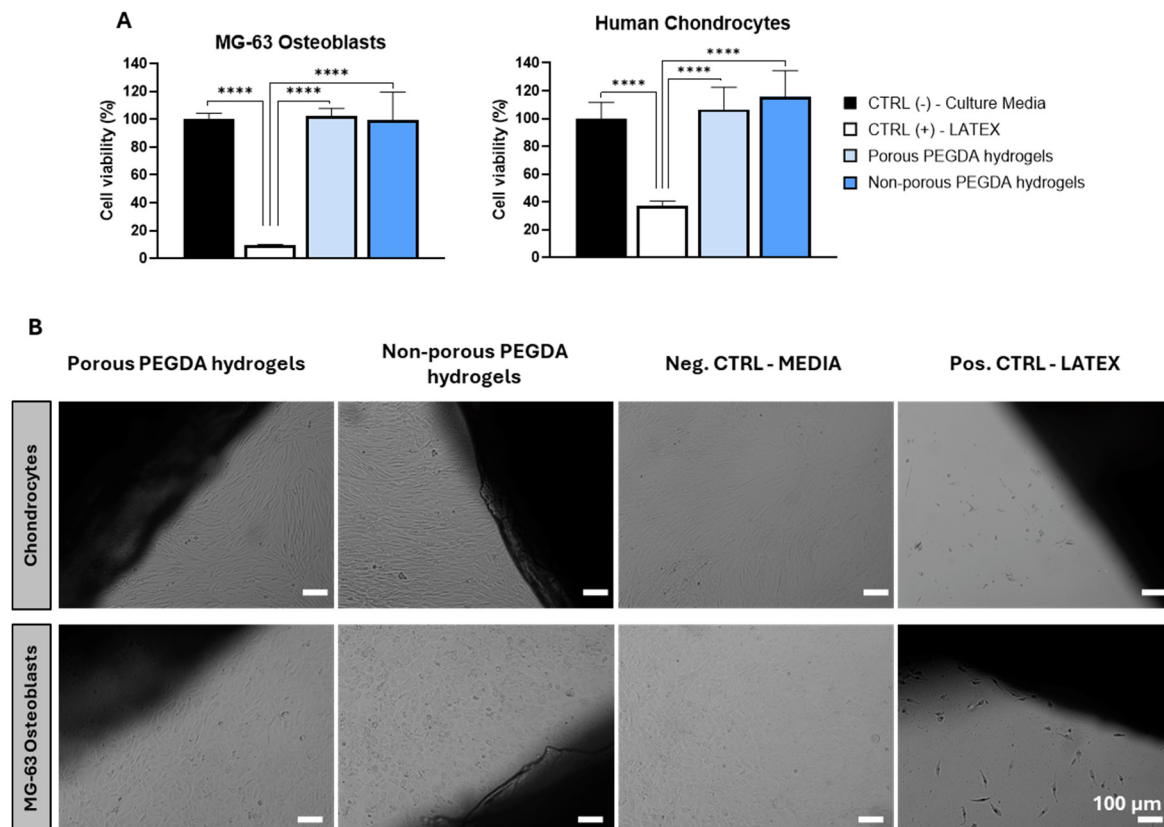 A
MG-63 Osteoblasts
Cell viability (%)
140
120
100
80
60
40
20
0
****
****
****
Human Chondrocytes
Cell viability (%)
140
120
100
80
60
40
20
0
****
****
****
CTRL (-) - Culture Media
CTRL (+) - LATEX
Porous PEGDA hydrogels
Non-porous PEGDA hydrogels
B
Porous PEGDA hydrogels
Non-porous PEGDA
hydrogels
Neg. CTRL - MEDIA
Pos. CTRL - LATEX
Chondrocytes
MG-63 Osteoblasts
100 µm